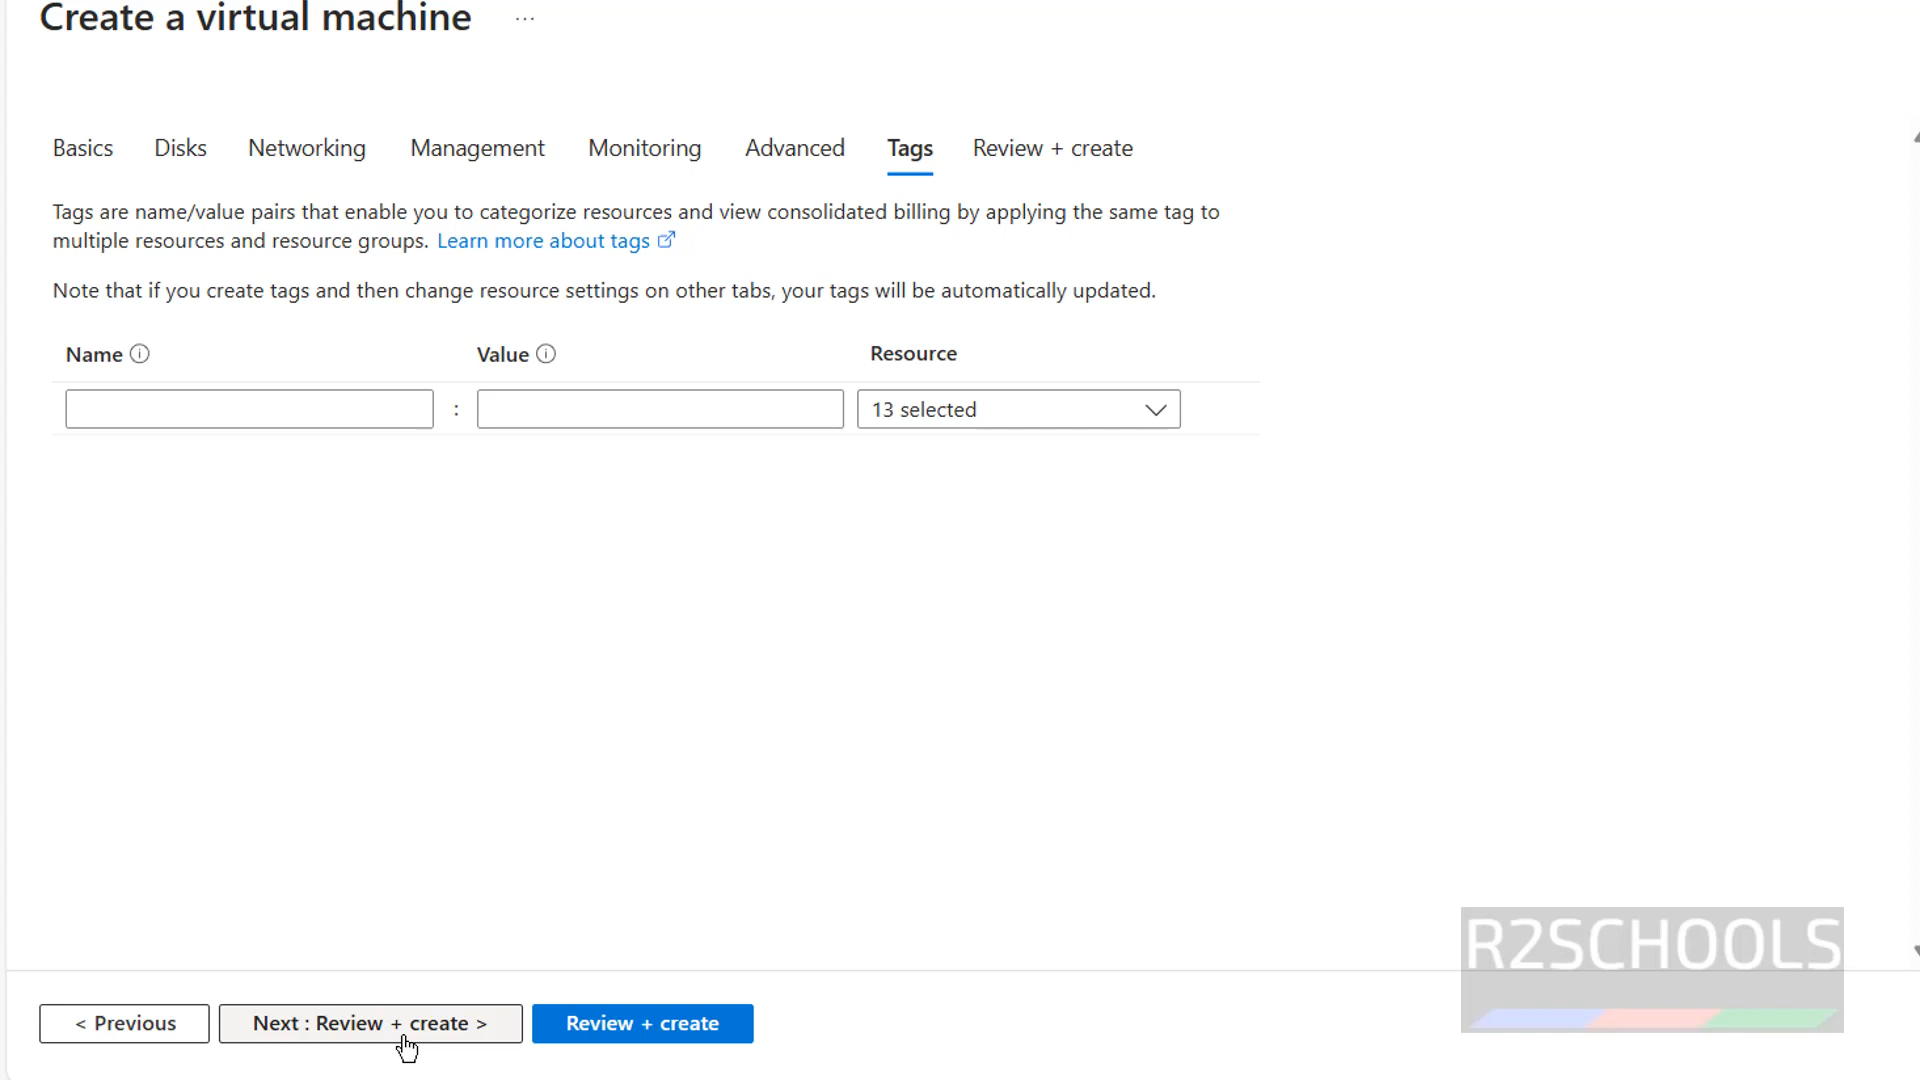 Create a virtual machine ...
Basics Disks Networking Management Monitoring Advanced Tags Review + create
Tags are name/value pairs that enable you to categorize resources and view consolidated billing by applying the same tag to
multiple resources and resource groups. Learn more about tags
Note that if you create tags and then change resource settings on other tabs, your tags will be automatically updated.
Name Value Resource
: 13 selected
R2SCHOOLS
< Previous Next : Review + create > Review + create